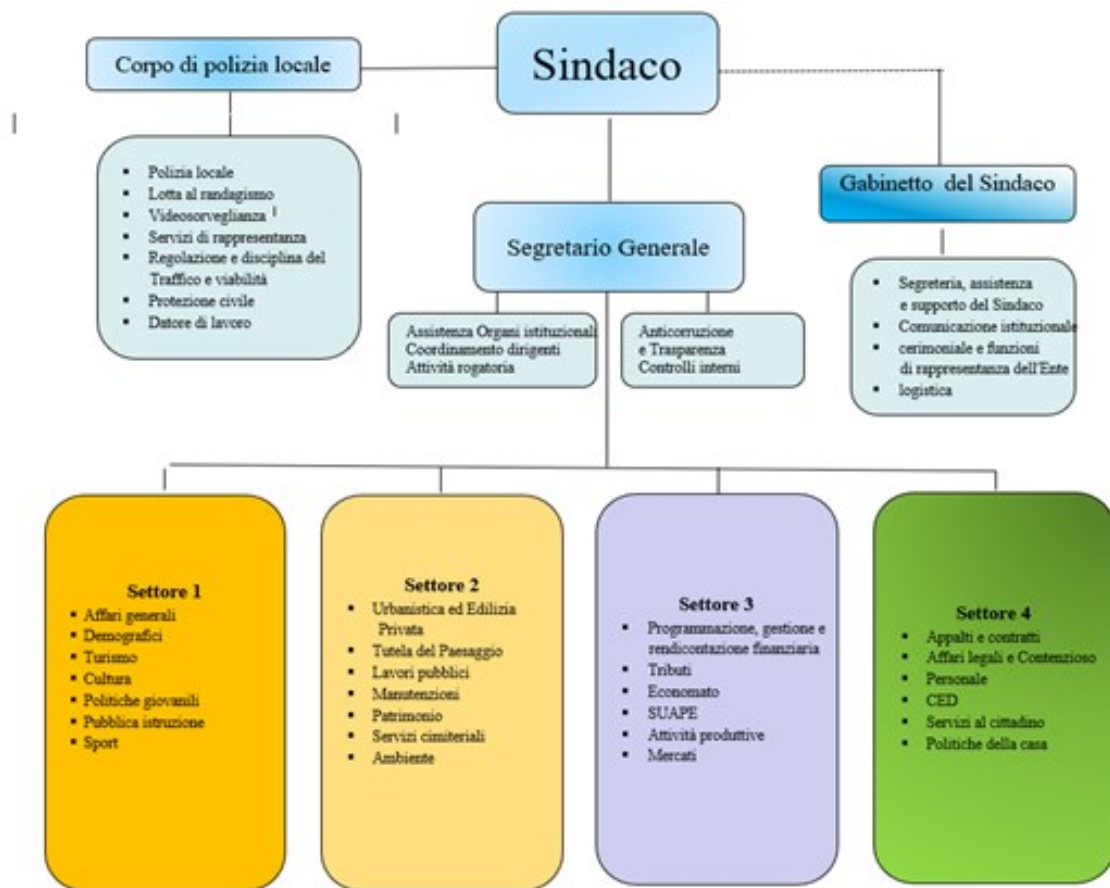 Corpo di polizia locale
Sindaco
▪ Polizia locale
▪ Lotta al randagismo
▪ Videosorveglianza
▪ Servizi di rappresentanza
▪ Regolazione e disciplina del
Traffico e viabilità
▪ Protezione civile
▪ Datore di lavoro
Gabinetto del Sindaco
▪ Segreteria, assistenza
e supporto del Sindaco
▪ Comunicazione istituzionale
▪ cerimoniale e funzioni
di rappresentanza dell'Ente
▪ logistica
Segretario Generale
Assistenza Organi istituzionali
Coordinamento dirigenti
Attività rogatoria
Anticorruzione
e Trasparenza
Controlli interni
Settore 1
▪ Affari generali
▪ Demografici
▪ Turismo
▪ Cultura
▪ Politiche giovanili
▪ Pubblica istruzione
▪ Sport
Settore 2
▪ Urbanistica ed Edilizia
Privata
▪ Tutela del Paesaggio
▪ Lavori pubblici
▪ Manutenzioni
▪ Patrimonio
▪ Servizi cimiteriali
▪ Ambiente
Settore 3
▪ Programmazione, gestione e
rendicontazione finanziaria
▪ Tributi
▪ Economato
▪ SUAPE
▪ Attività produttive
▪ Mercati
Settore 4
▪ Appalti e contratti
▪ Affari legali e Contenzioso
▪ Personale
▪ CED
▪ Servizi al cittadino
▪ Politiche della casa